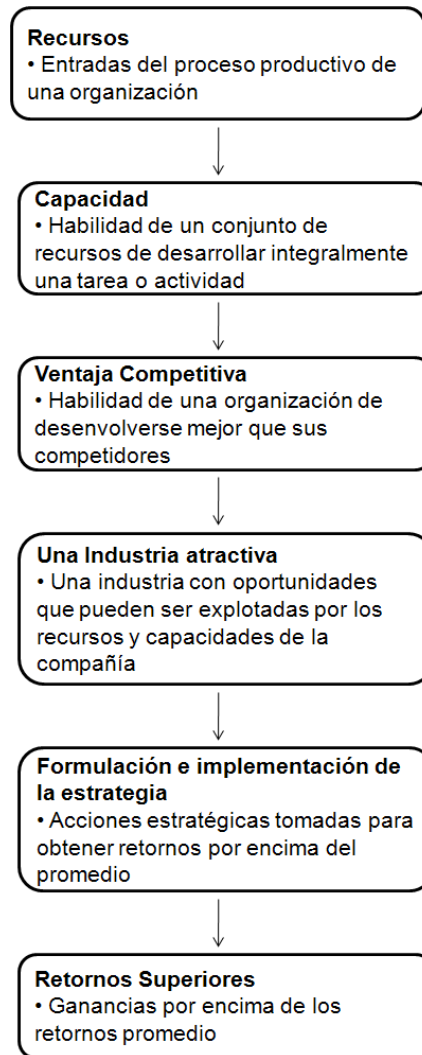 Recursos
• Entradas del proceso productivo de
una organización
Capacidad
• Habilidad de un conjunto de
recursos de desarrollar integralmente
una tarea o actividad
Ventaja Competitiva
• Habilidad de una organización de
desenvolverse mejor que sus
competidores
Una Industria atractiva
• Una industria con oportunidades
que pueden ser explotadas por los
recursos y capacidades de la
compañía
Formulación e implementación de
la estrategia
• Acciones estratégicas tomadas para
obtener retornos por encima del
promedio
Retornos Superiores
• Ganancias por encima de los
retornos promedio